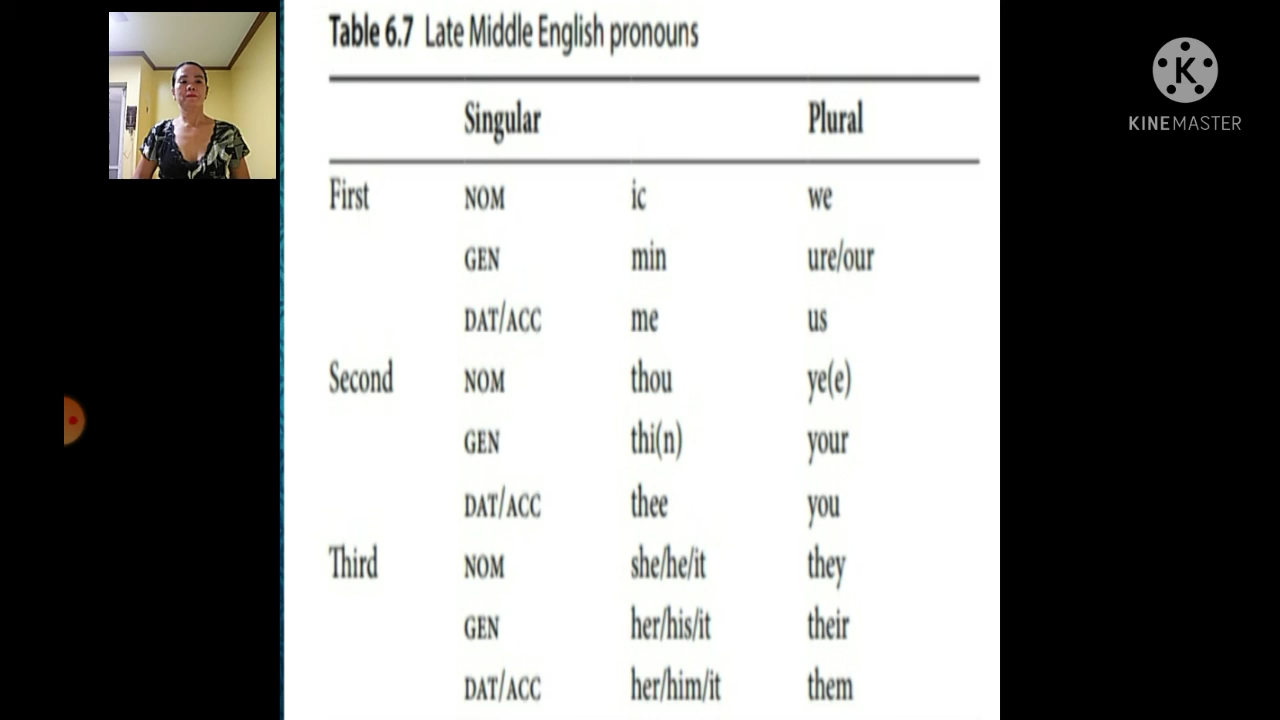 Table 6.7 Late Middle English pronouns
Singular Plural
First NOM ic we
GEN min ure/our
DAT/ACC me us
Second NOM thou ye(e)
GEN thi(n) your
DAT/ACC thee you
Third NOM she/he/it they
GEN her/his/it their
DAT/ACC her/him/it them
K
KINEMASTER